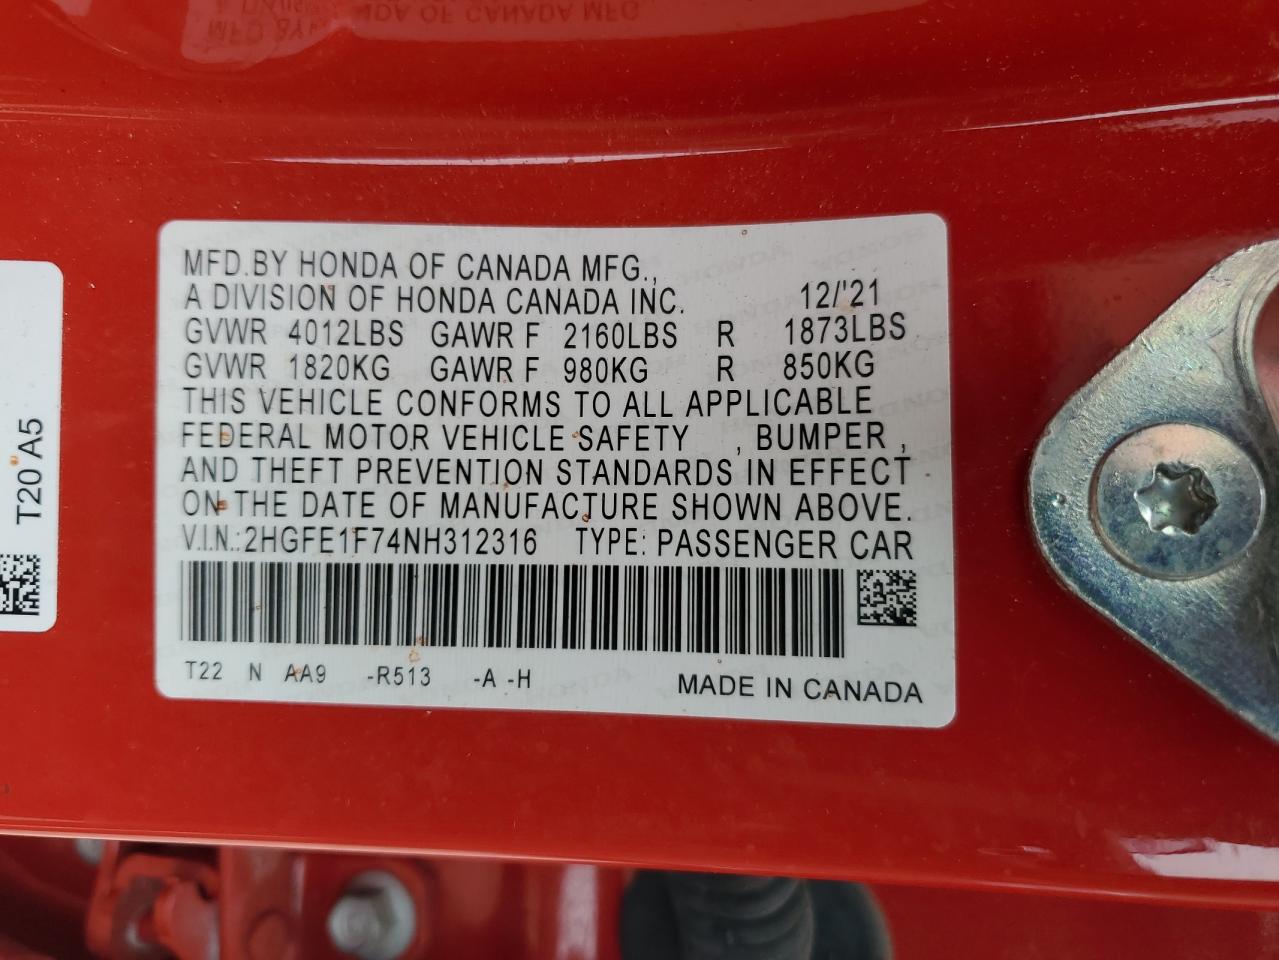 MFD.BY HONDA OF CANADA MFG.,
A DIVISION OF HONDA CANADA INC. 12/'21
GVWR 4012LBS GAWR F 2160LBS R 1873LBS
GVWR 1820KG GAWR F 980KG R 850KG
THIS VEHICLE CONFORMS TO ALL APPLICABLE
FEDERAL MOTOR VEHICLE SAFETY , BUMPER ,
AND THEFT PREVENTION STANDARDS IN EFFECT
ON THE DATE OF MANUFACTURE SHOWN ABOVE.
V.I.N.:2HGFE1F74NH312316 TYPE: PASSENGER CAR
T22 N AA9 -R513 -A -H MADE IN CANADA
T20 A5